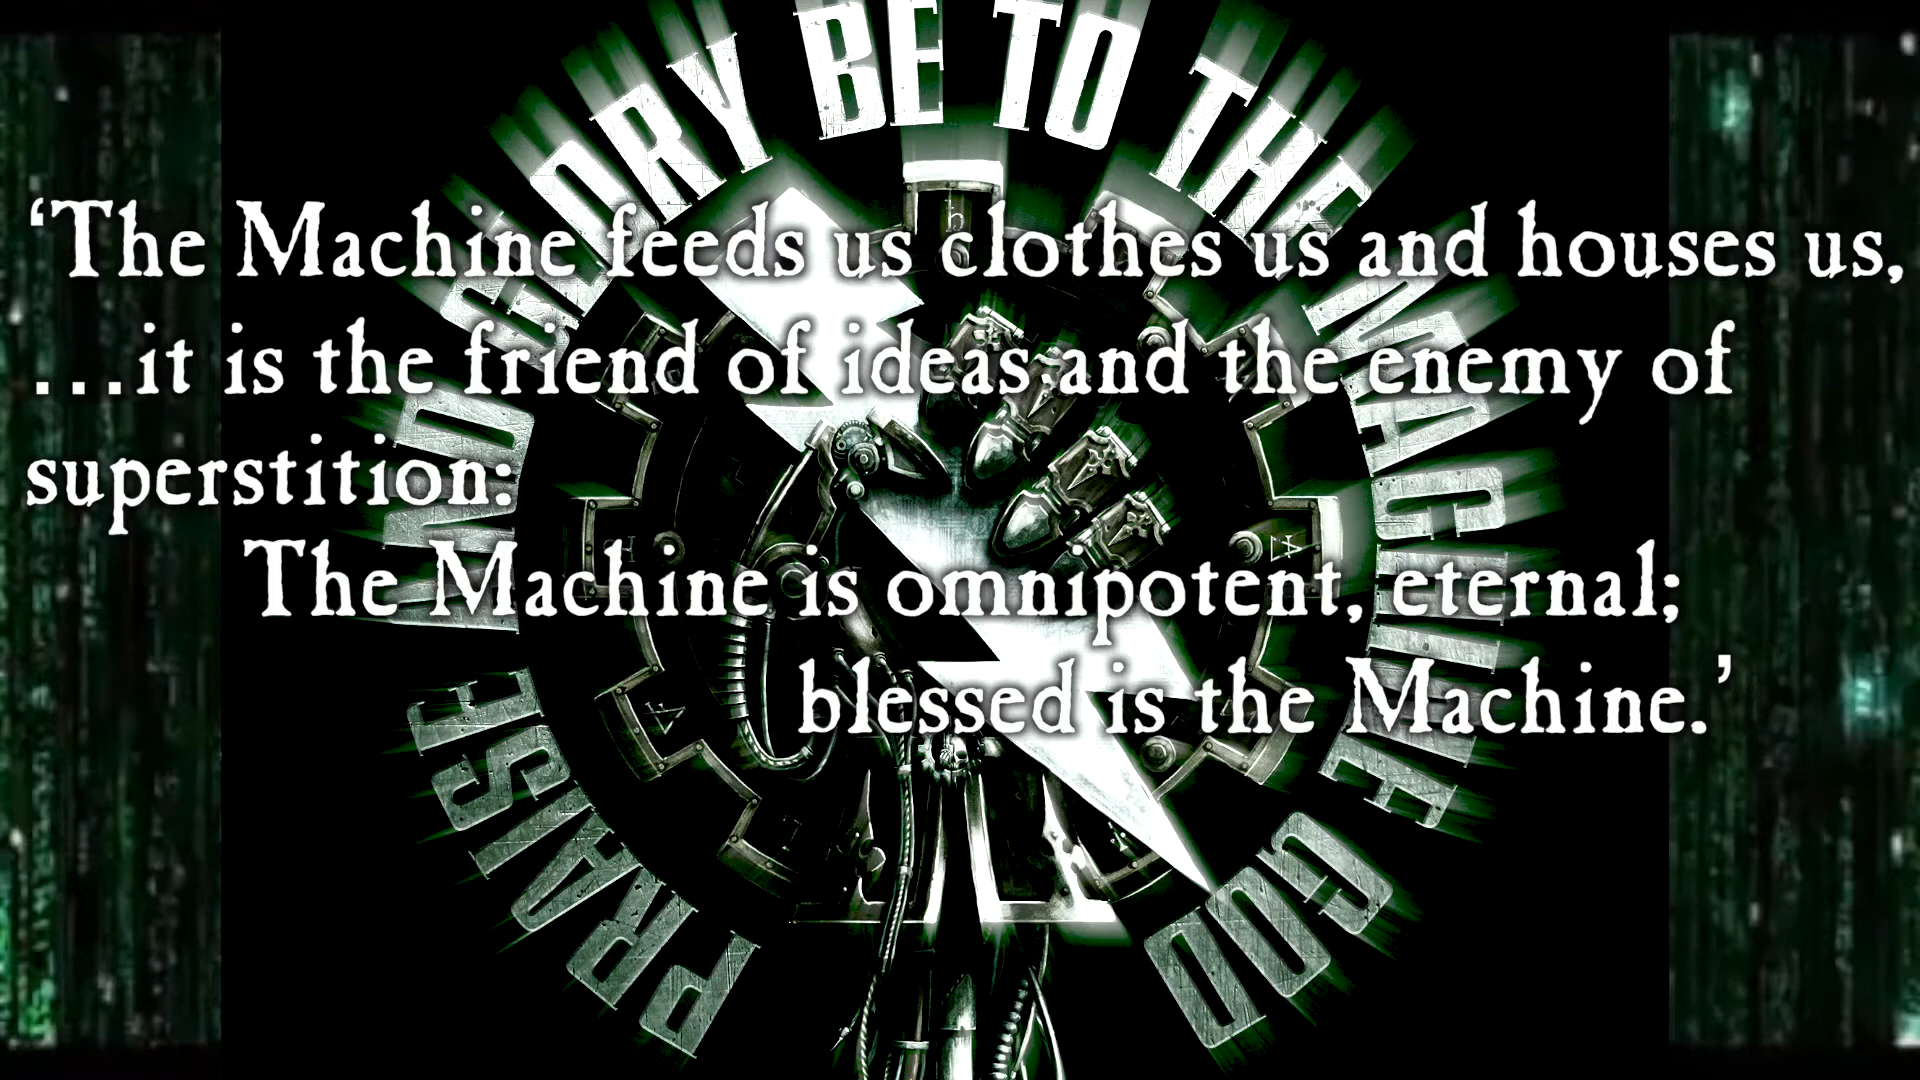 PRAISE AND GLORY BE TO THE MACHINE GOD
‘The Machine feeds us clothes us and houses us,
…it is the friend of ideas and the enemy of
superstition:
The Machine is omnipotent, eternal;
blessed is the Machine.’